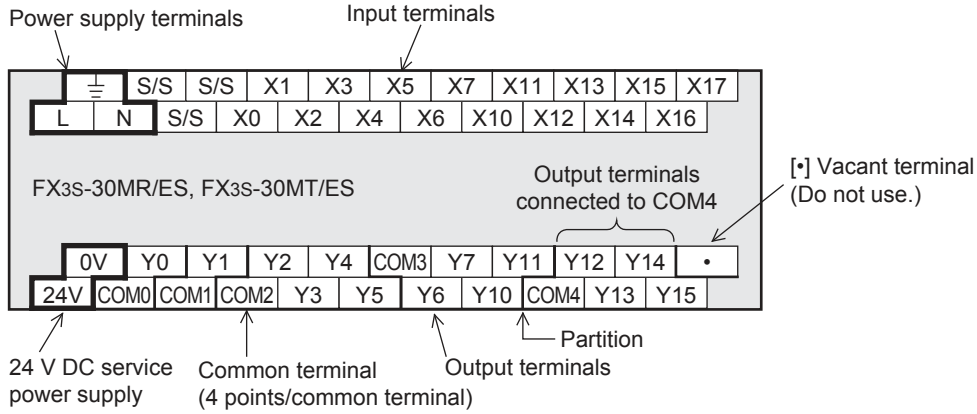 Power supply terminals
Input terminals
S/S S/S X1 X3 X5 X7 X11 X13 X15 X17
L N S/S X0 X2 X4 X6 X10 X12 X14 X16
FX3S-30MR/ES, FX3S-30MT/ES
Output terminals
connected to COM4
[•] Vacant terminal
(Do not use.)
0V Y0 Y1 Y2 Y4 COM3 Y7 Y11 Y12 Y14 •
24V COM0 COM1 COM2 Y3 Y5 Y6 Y10 COM4 Y13 Y15
Partition
24 V DC service
power supply
Common terminal
(4 points/common terminal)
Output terminals